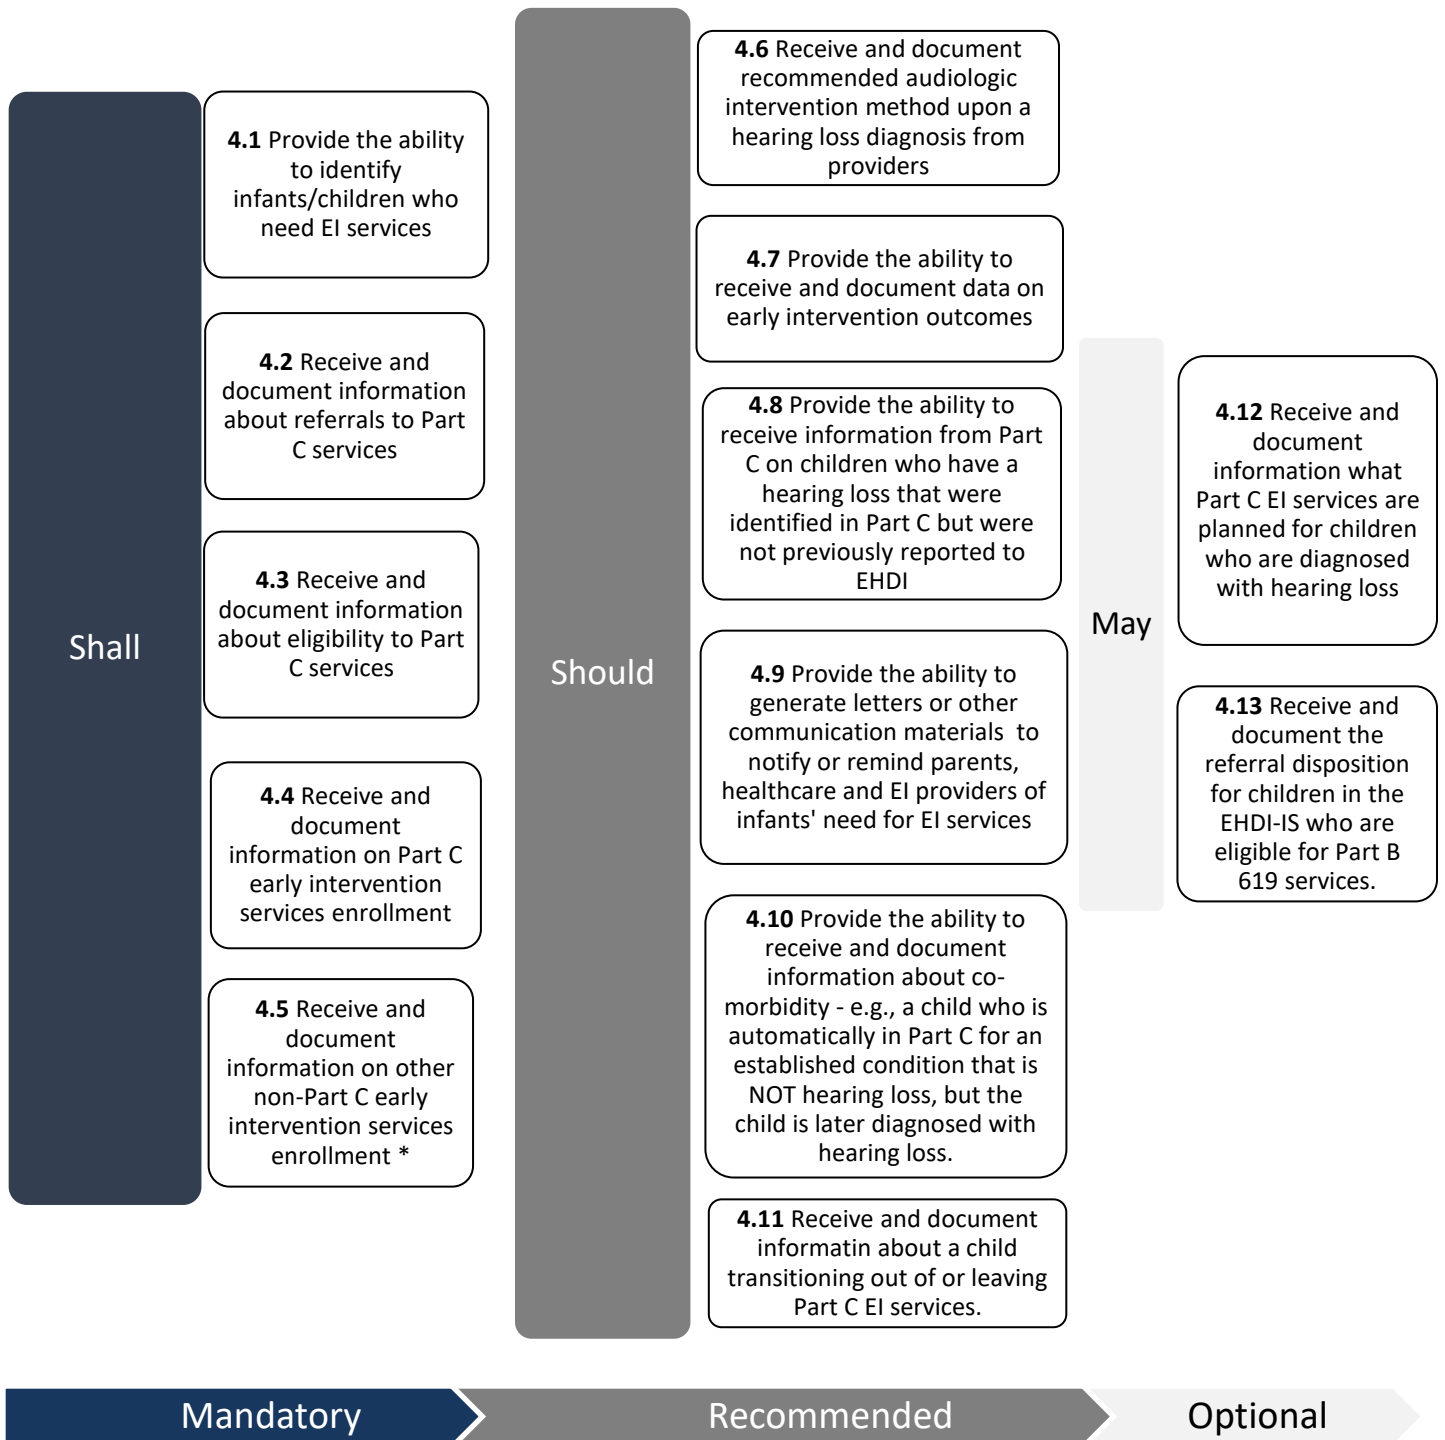 Shall
4.1 Provide the ability
to identify
infants/children who
need EI services
4.2 Receive and
document information
about referrals to Part
C services
4.3 Receive and
document information
about eligibility to Part
C services
4.4 Receive and
document
information on Part C
early intervention
services enrollment
4.5 Receive and
document
information on other
non-Part C early
intervention services
enrollment *
Should
4.6 Receive and document
recommended audiologic
intervention method upon a
hearing loss diagnosis from
providers
4.7 Provide the ability to
receive and document data on
early intervention outcomes
4.8 Provide the ability to
receive information from Part
C on children who have a
hearing loss that were
identified in Part C but were
not previously reported to
EHDI
4.9 Provide the ability to
generate letters or other
communication materials to
notify or remind parents,
healthcare and EI providers of
infants' need for EI services
4.10 Provide the ability to
receive and document
information about co-
morbidity - e.g., a child who is
automatically in Part C for an
established condition that is
NOT hearing loss, but the
child is later diagnosed with
hearing loss.
4.11 Receive and document
informatin about a child
transitioning out of or leaving
Part C EI services.
May
4.12 Receive and
document
information what
Part C EI services are
planned for children
who are diagnosed
with hearing loss
4.13 Receive and
document the
referral disposition
for children in the
EHDI-IS who are
eligible for Part B
619 services.
Mandatory
Recommended
Optional